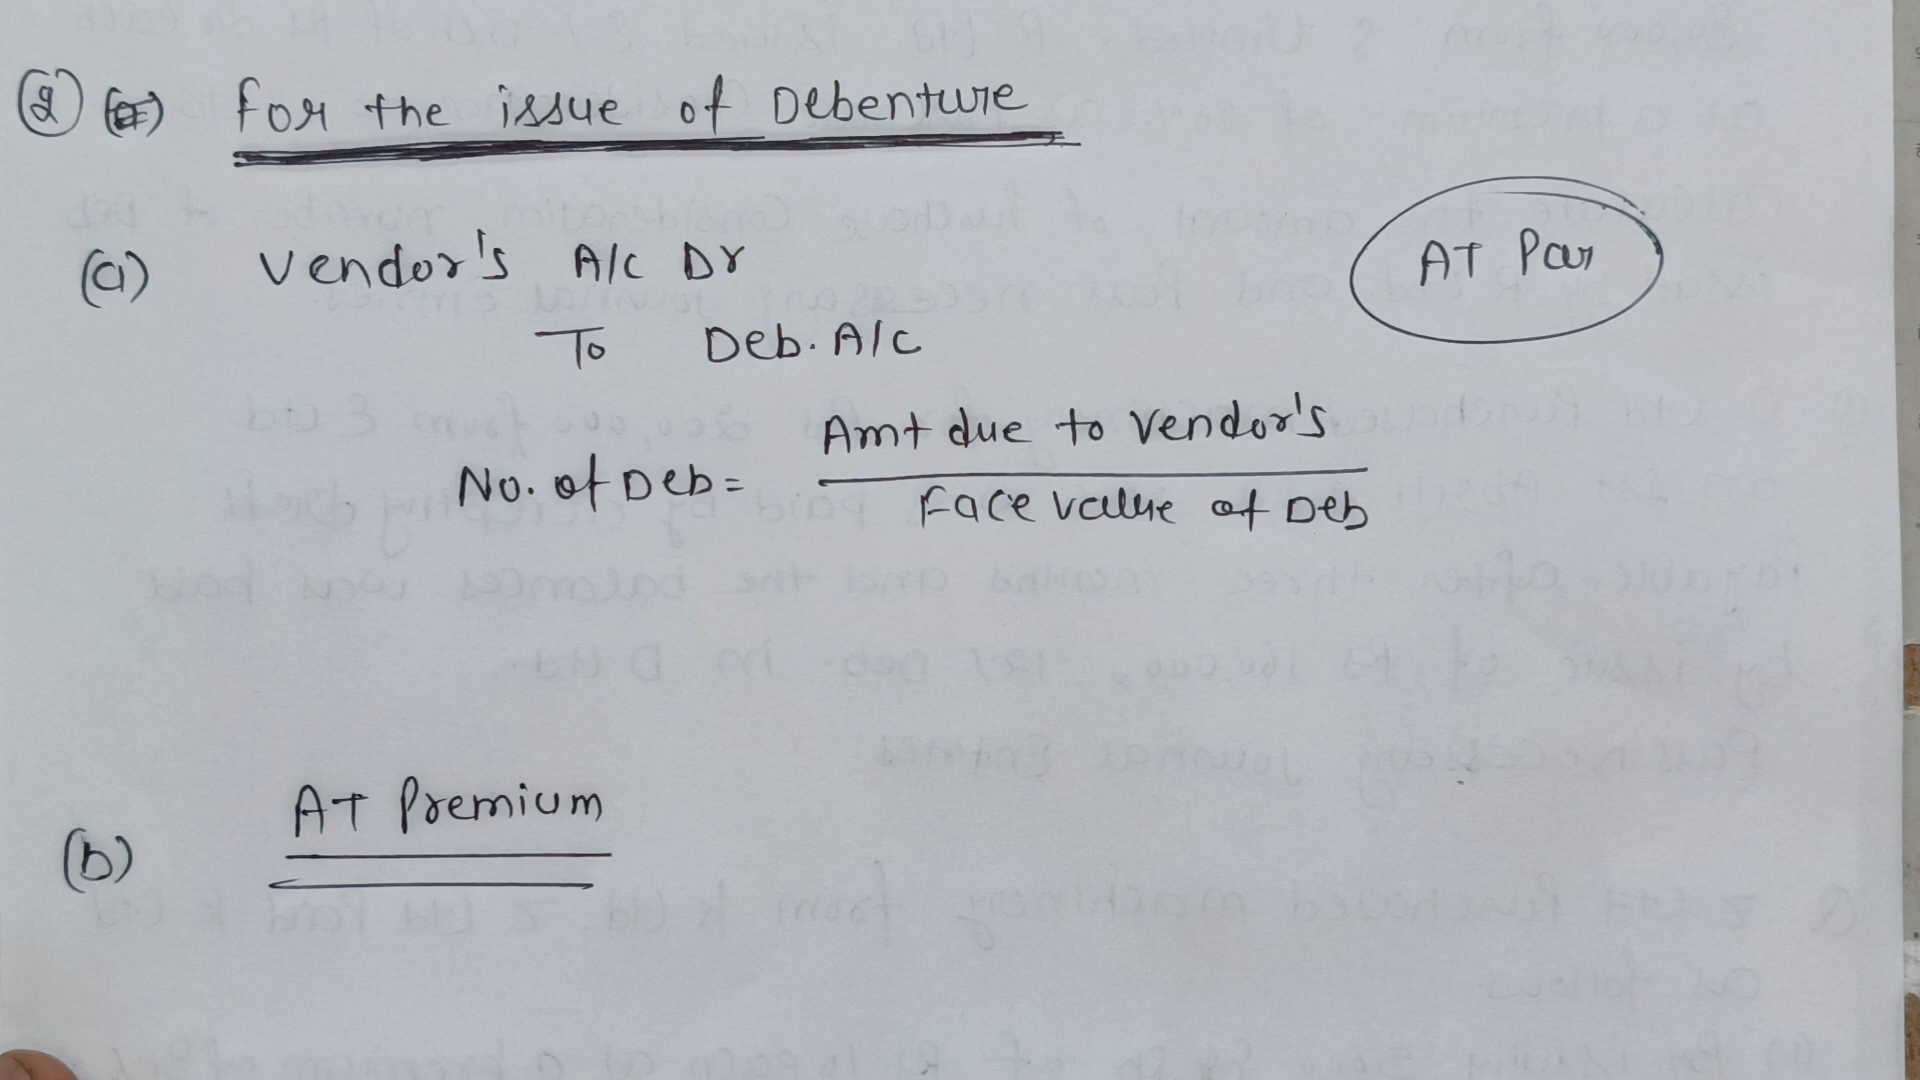 (2) for the issue of Debenture
(a) Vendor's A/c Dr
AT Par
To Deb. A/c
No. of Deb = Amt due to Vendor's
Face value of Deb
AT Premium
(b)